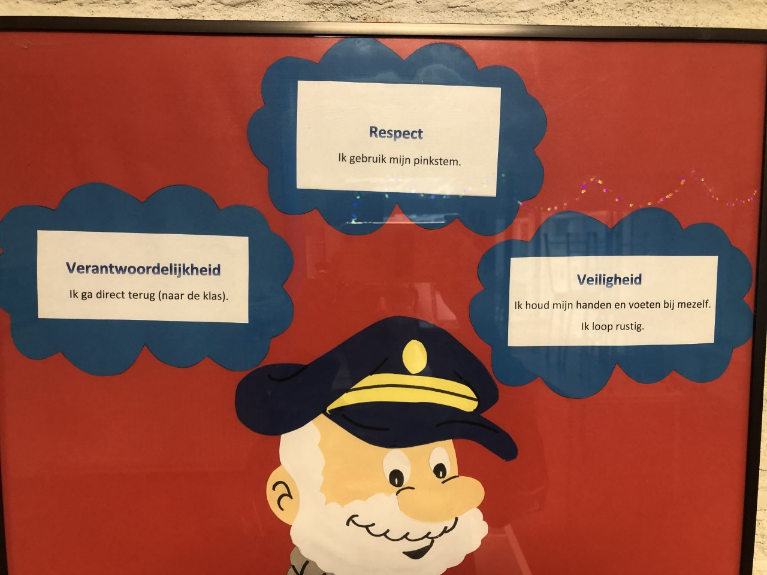 Respect
Ik gebruik mijn pinkstem.
Verantwoordelijkheid
Ik ga direct terug (naar de klas).
Veiligheid
Ik houd mijn handen en voeten bij mezelf.
Ik loop rustig.